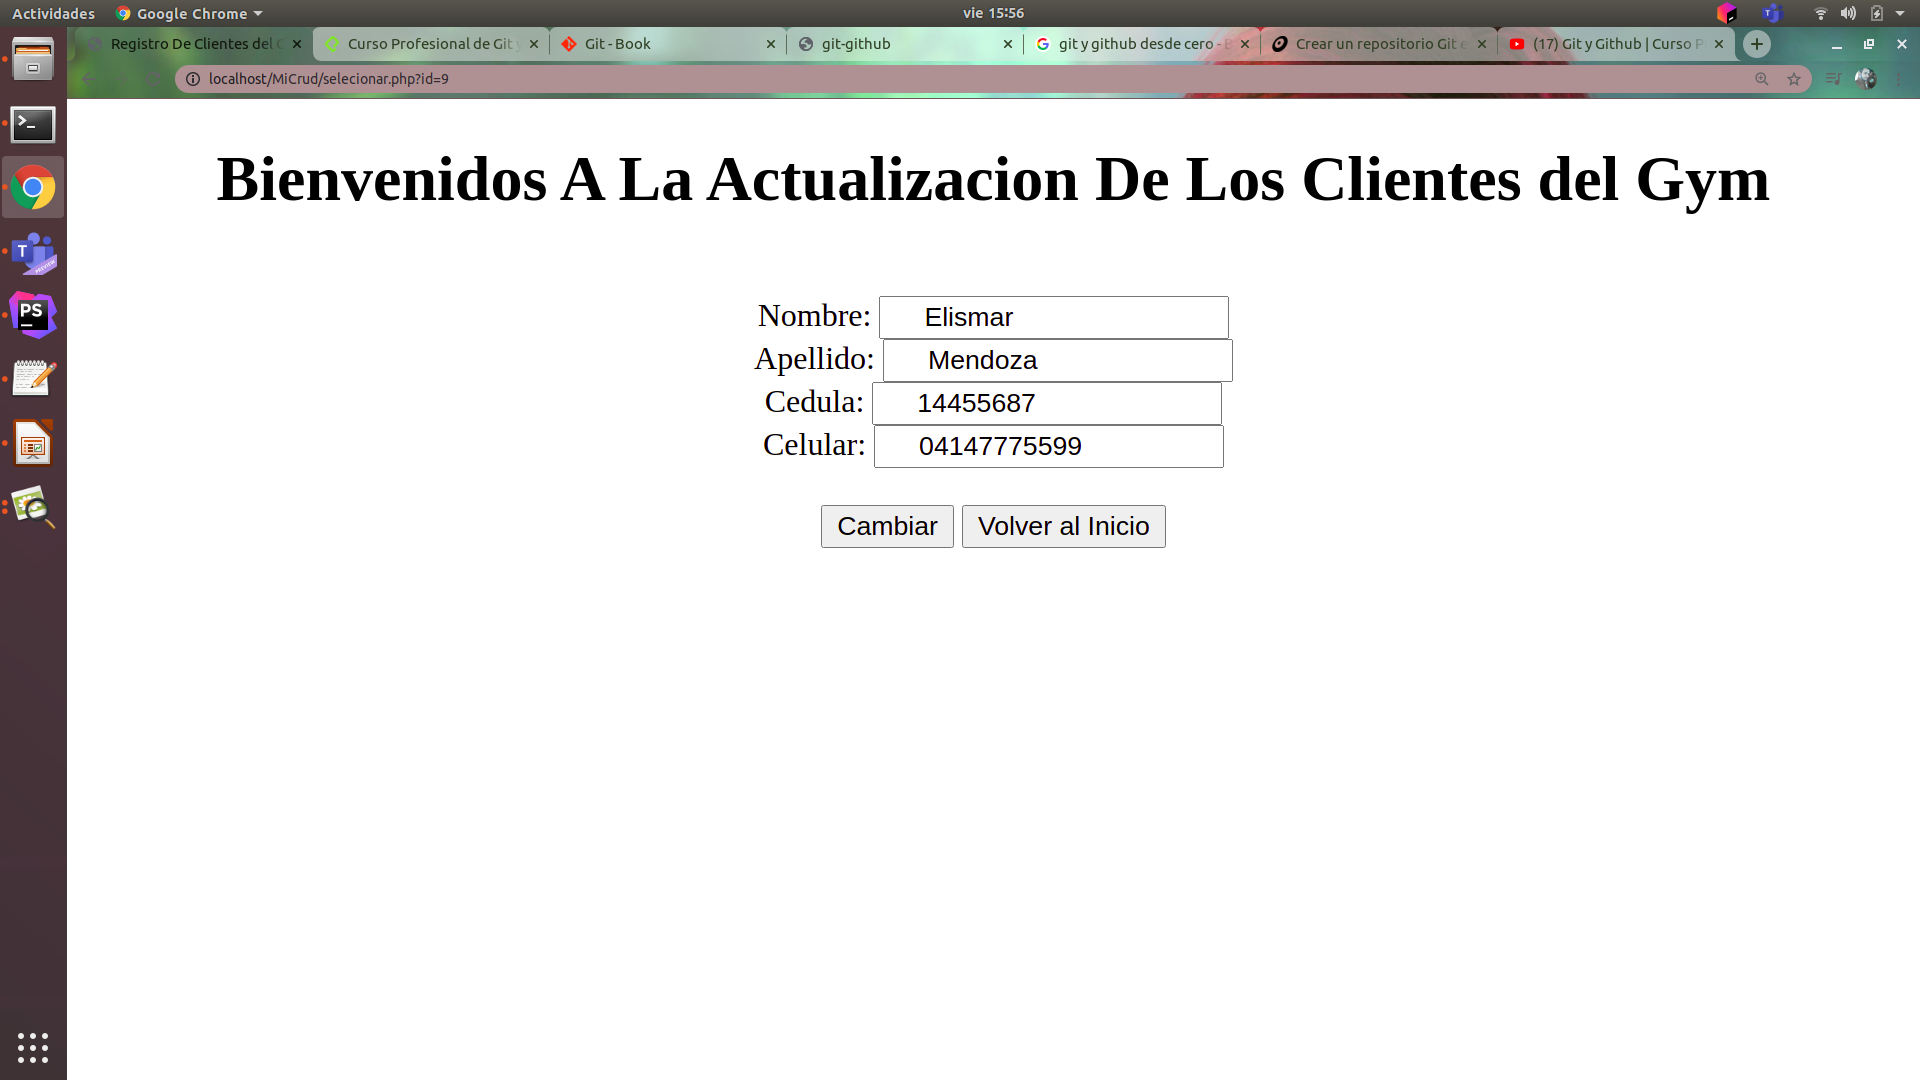 Actividades Google Chrome vie 15:56
Registro De Clientes del Curso Profesional de Git Git - Book git-github git y github desde cero - Crear un repositorio Git (17) Git y Github | Curso
localhost/MiCrud/selecionar.php?id=9
Bienvenidos A La Actualizacion De Los Clientes del Gym
Nombre: Elismar
Apellido: Mendoza
Cedula: 14455687
Celular: 04147775599
Cambiar Volver al Inicio
T
PREVIEW
PS